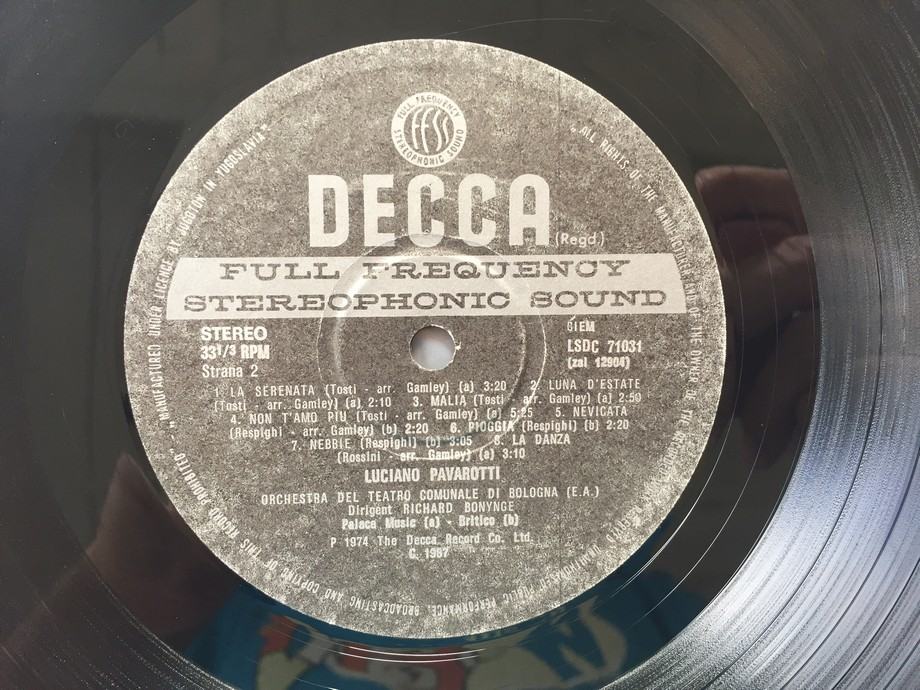 FULL FREQUENCY
FFSS
STEREOPHONIC SOUND
DECCA (Regd.)
FULL FREQUENCY
STEREOPHONIC SOUND
STEREO
33 1/3 RPM
Strana 2
GIEM
LSDC 71031
(zal 12904)
1. LA SERENATA (Tosti - arr. Gamley) (a) 3:20 2. LUNA D'ESTATE
(Tosti - arr. Gamley) (a) 2:10 3. MALIA (Tosti - arr. Gamley) (a) 2:50
4. NON T'AMO PIU (Tosti - arr. Gamley) (a) 5:25 5. NEVICATA
(Respighi - arr. Gamley) (b) 2:20 6. PIOGGIA (Respighi) (b) 2:20
7. NEBBIE (Respighi) (b) 3:05 8. LA DANZA
(Rossini - arr. Gamley) (a) 3:10
LUCIANO PAVAROTTI
ORCHESTRA DEL TEATRO COMUNALE DI BOLOGNA (E.A.)
Dirigent RICHARD BONYNGE
Palace Music (a) - Britico (b)
P 1974 The Decca Record Co. Ltd.
C. 1987
"MANUFACTURED UNDER LICENCE BY JUGOTON IN YUGOSLAVIA"
"ALL RIGHTS OF THE MANUFACTURER AND OF THE OWNER OF THE
PUBLIC PERFORMANCE, BROADCASTING AND COPYING OF THIS RECORD PROHIBITED"